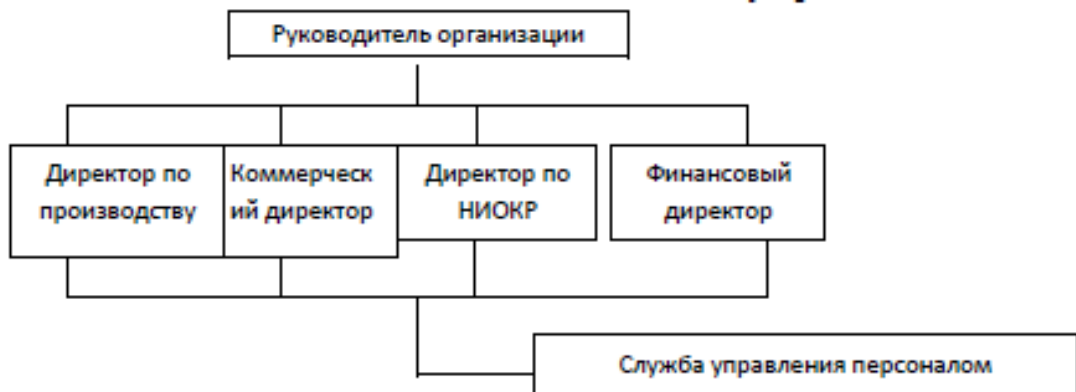 Руководитель организации
Директор по
производству
Коммерческ
ий директор
Директор по
НИОКР
Финансовый
директор
Служба управления персоналом